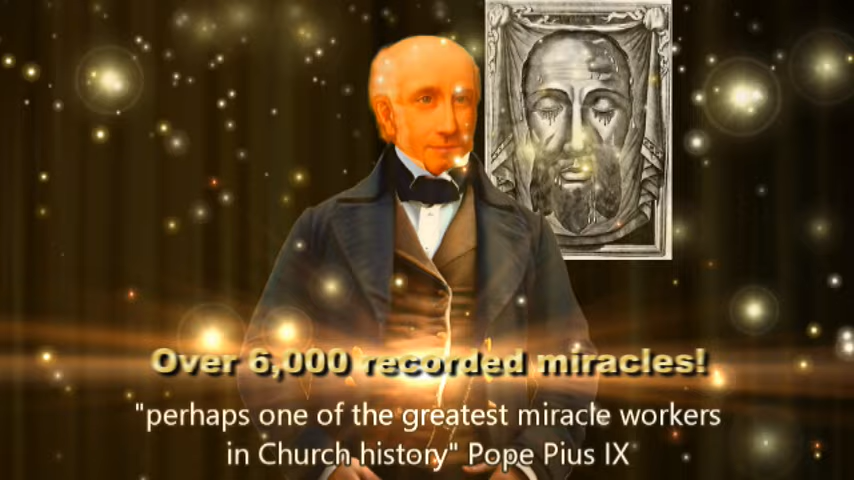 Over 6,000 recorded miracles!
"perhaps one of the greatest miracle workers
in Church history" Pope Pius IX